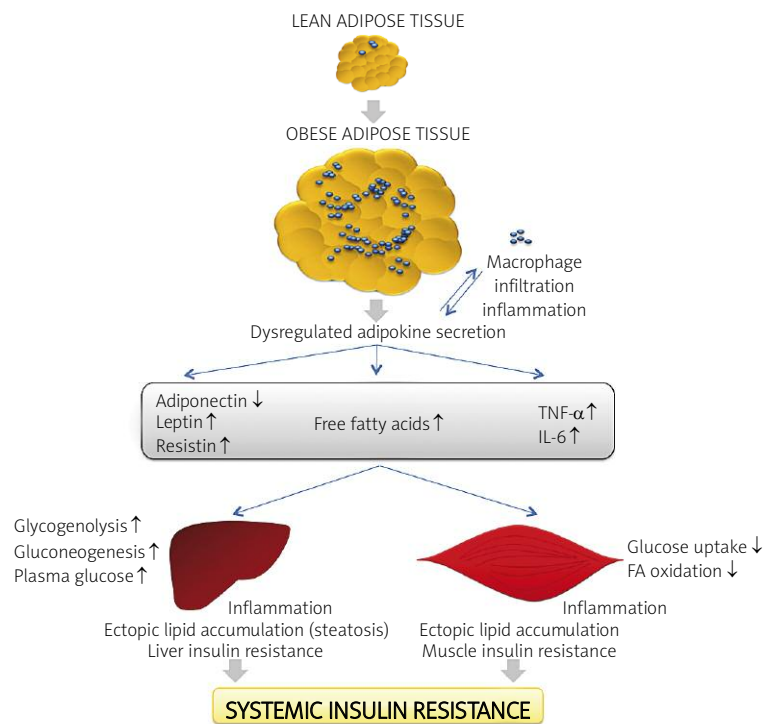 LEAN ADIPOSE TISSUE
OBESE ADIPOSE TISSUE
Macrophage
infiltration
inflammation
Dysregulated adipokine secretion
Adiponectin ↓
Leptin ↑
Resistin ↑
Free fatty acids ↑
TNF-α ↑
IL-6 ↑
Glycogenolysis ↑
Gluconeogenesis ↑
Plasma glucose ↑
Inflammation
Ectopic lipid accumulation (steatosis)
Liver insulin resistance
Glucose uptake ↓
FA oxidation ↓
Inflammation
Ectopic lipid accumulation
Muscle insulin resistance
SYSTEMIC INSULIN RESISTANCE